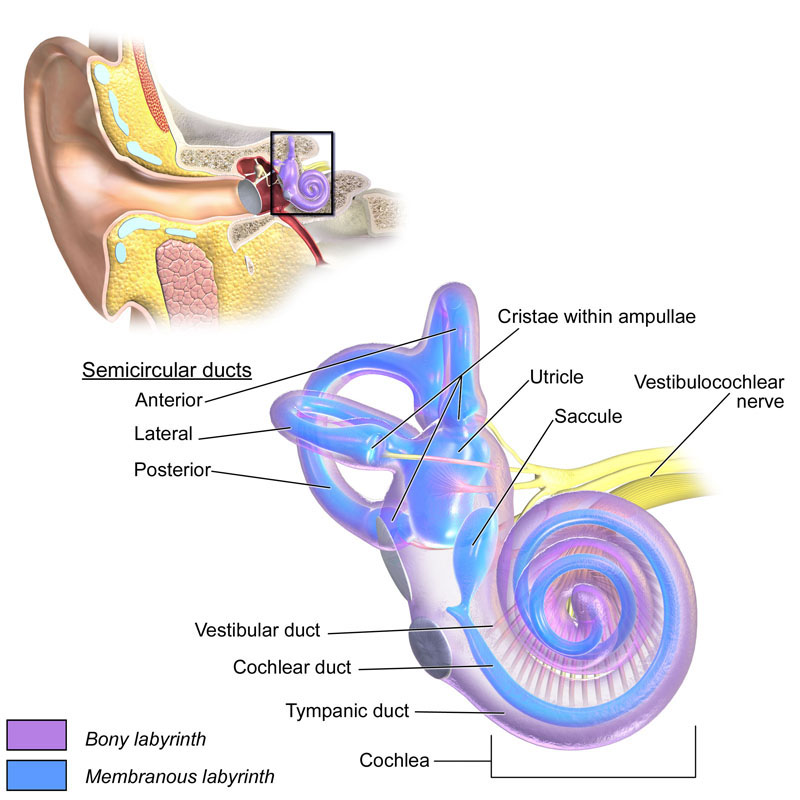 Cristae within ampullae
Semicircular ducts
Utricle
Vestibulocochlear
nerve
Anterior
Saccule
Lateral
Posterior
Vestibular duct
Cochlear duct
Tympanic duct
Bony labyrinth
Cochlea
Membranous labyrinth